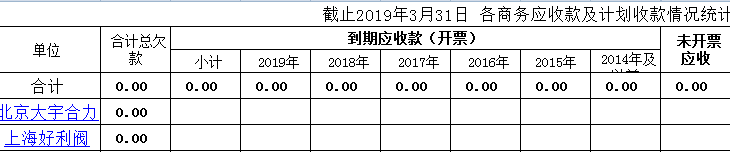 截止2019年3月31日 各商务应收款及计划收款情况统计
单位 合计总欠款 到期应收款（开票） 未开票应收
小计 2019年 2018年 2017年 2016年 2015年 2014年及
合计 0.00 0.00 0.00 0.00 0.00 0.00 0.00 0.00 0.00
北京大宇合力 0.00
上海好利阀 0.00